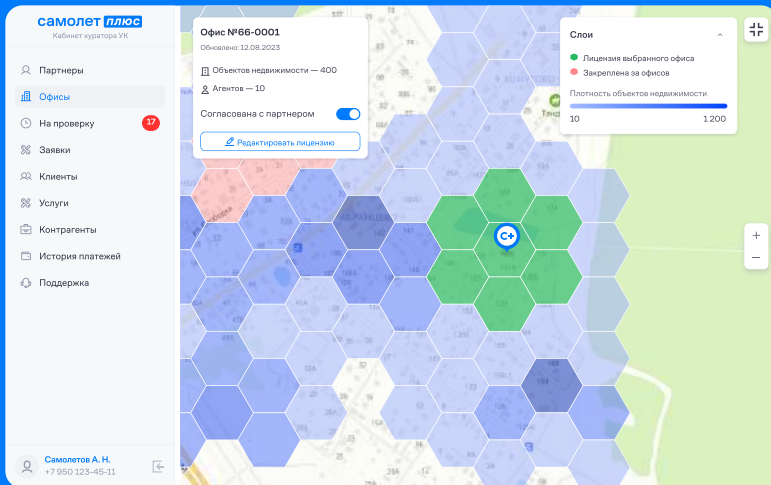 самолет плюс
Кабинет куратора УК
Партнеры
Офисы
На проверку 17
Заявки
Клиенты
Услуги
Контрагенты
История платежей
Поддержка
Самолетов А. Н.
+7 950 123-45-11
Офис №66-0001
Обновлено: 12.08.2023
Объектов недвижимости — 400
Агентов — 10
Согласована с партнером
Редактировать лицензию
Слои
Лицензия выбранного офиса
Закреплена за офисов
Плотность объектов недвижимости
10 1 200
C+
+
−